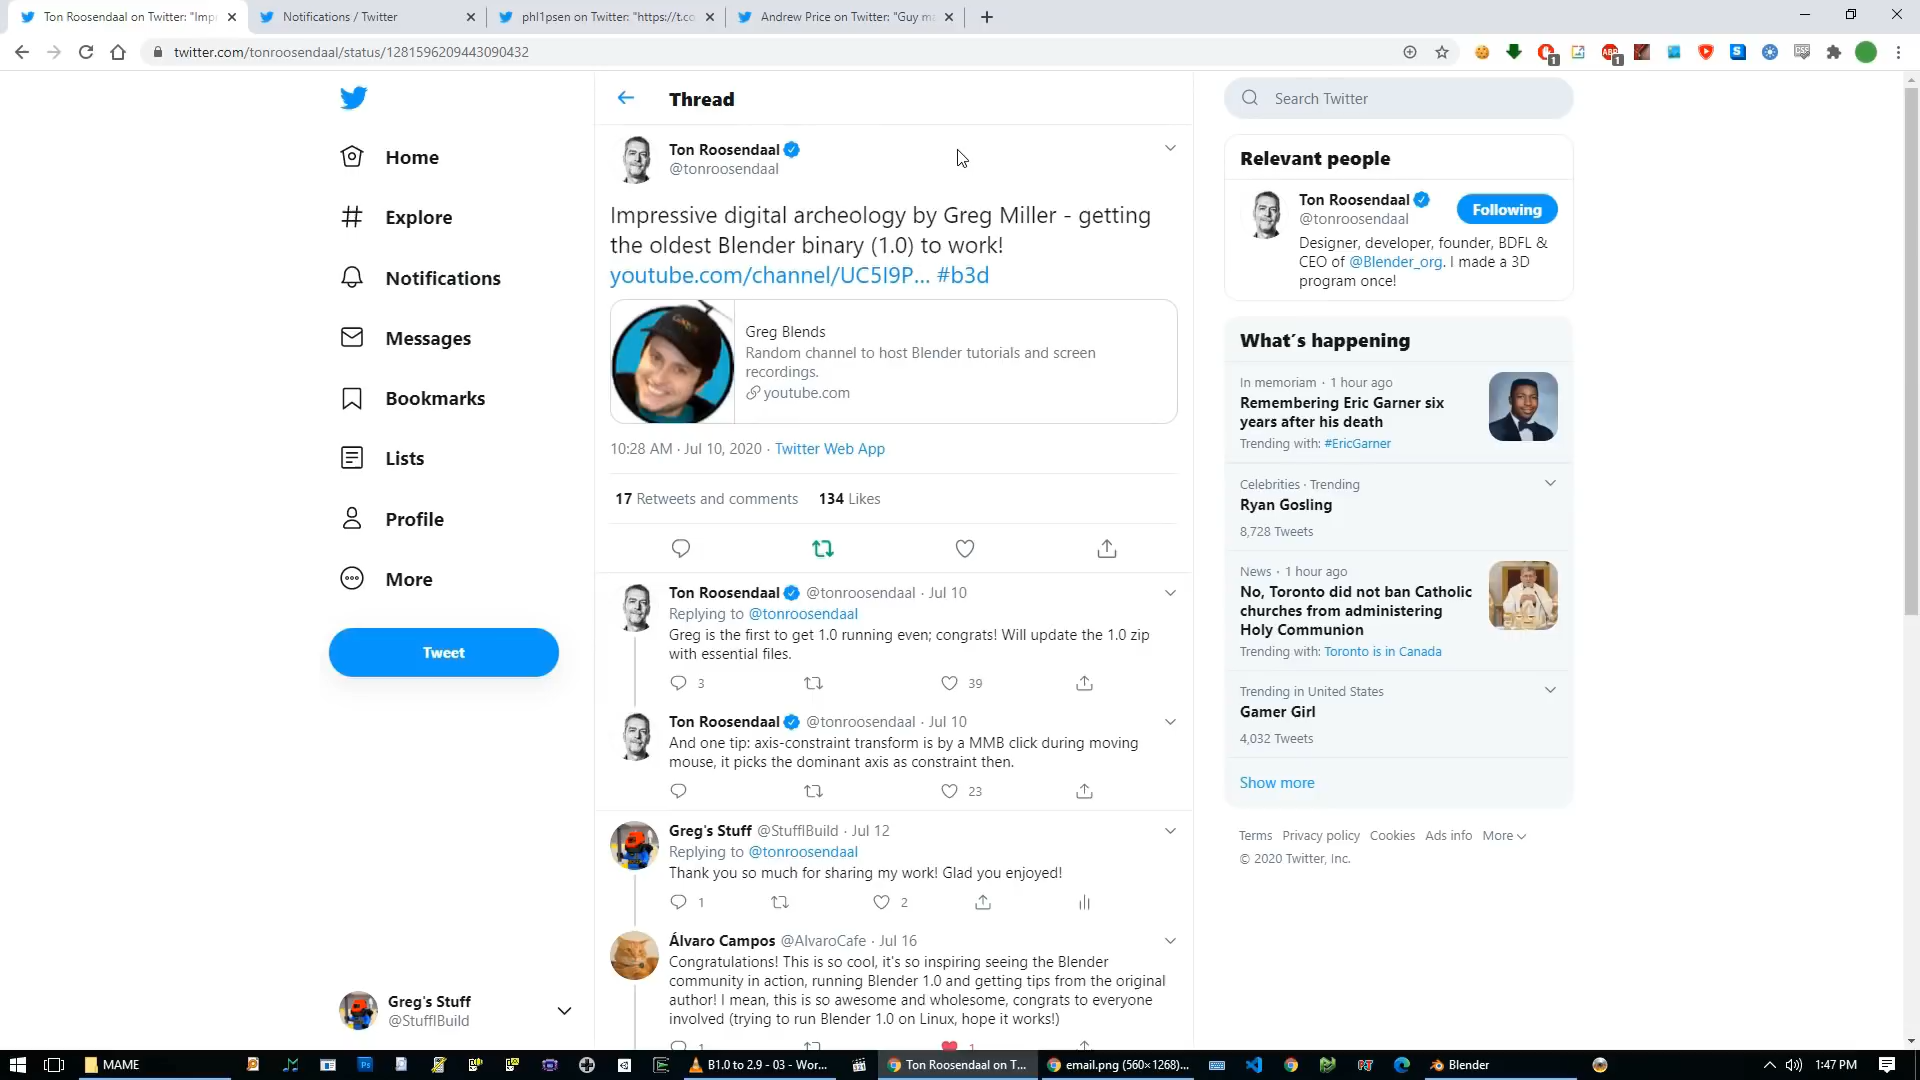 Ton Roosendaal on Twitter: "Imp
Notifications / Twitter
phl1psen on Twitter: "https://t.co
Andrew Price on Twitter: "Guy ma
twitter.com/tonroosendaal/status/1281596209443090432
Home
Explore
Notifications
Messages
Bookmarks
Lists
Profile
More
Tweet
Greg's Stuff
@StuffIBuild
Thread
Ton Roosendaal
@tonroosendaal
Impressive digital archeology by Greg Miller - getting
the oldest Blender binary (1.0) to work!
youtube.com/channel/UC5I9P... #b3d
Greg Blends
Random channel to host Blender tutorials and screen
recordings.
youtube.com
10:28 AM · Jul 10, 2020 · Twitter Web App
17 Retweets and comments 134 Likes
Ton Roosendaal @tonroosendaal · Jul 10
Replying to @tonroosendaal
Greg is the first to get 1.0 running even; congrats! Will update the 1.0 zip
with essential files.
3 39
Ton Roosendaal @tonroosendaal · Jul 10
And one tip: axis-constraint transform is by a MMB click during moving
mouse, it picks the dominant axis as constraint then.
23
Greg's Stuff @StuffIBuild · Jul 12
Replying to @tonroosendaal
Thank you so much for sharing my work! Glad you enjoyed!
1 2
Álvaro Campos @AlvaroCafe · Jul 16
Congratulations! This is so cool, it's so inspiring seeing the Blender
community in action, running Blender 1.0 and getting tips from the original
author! I mean, this is so awesome and wholesome, congrats to everyone
involved (trying to run Blender 1.0 on Linux, hope it works!)
1
Search Twitter
Relevant people
Ton Roosendaal
@tonroosendaal
Following
Designer, developer, founder, BDFL &
CEO of @Blender_org. I made a 3D
program once!
What's happening
In memoriam · 1 hour ago
Remembering Eric Garner six
years after his death
Trending with: #EricGarner
Celebrities · Trending
Ryan Gosling
8,728 Tweets
News · 1 hour ago
No, Toronto did not ban Catholic
churches from administering
Holy Communion
Trending with: Toronto is in Canada
Trending in United States
Gamer Girl
4,032 Tweets
Show more
Terms Privacy policy Cookies Ads info More
© 2020 Twitter, Inc.
MAME
B1.0 to 2.9 - 03 - Wor...
Ton Roosendaal on T...
email.png (560×1268)...
Blender
1:47 PM